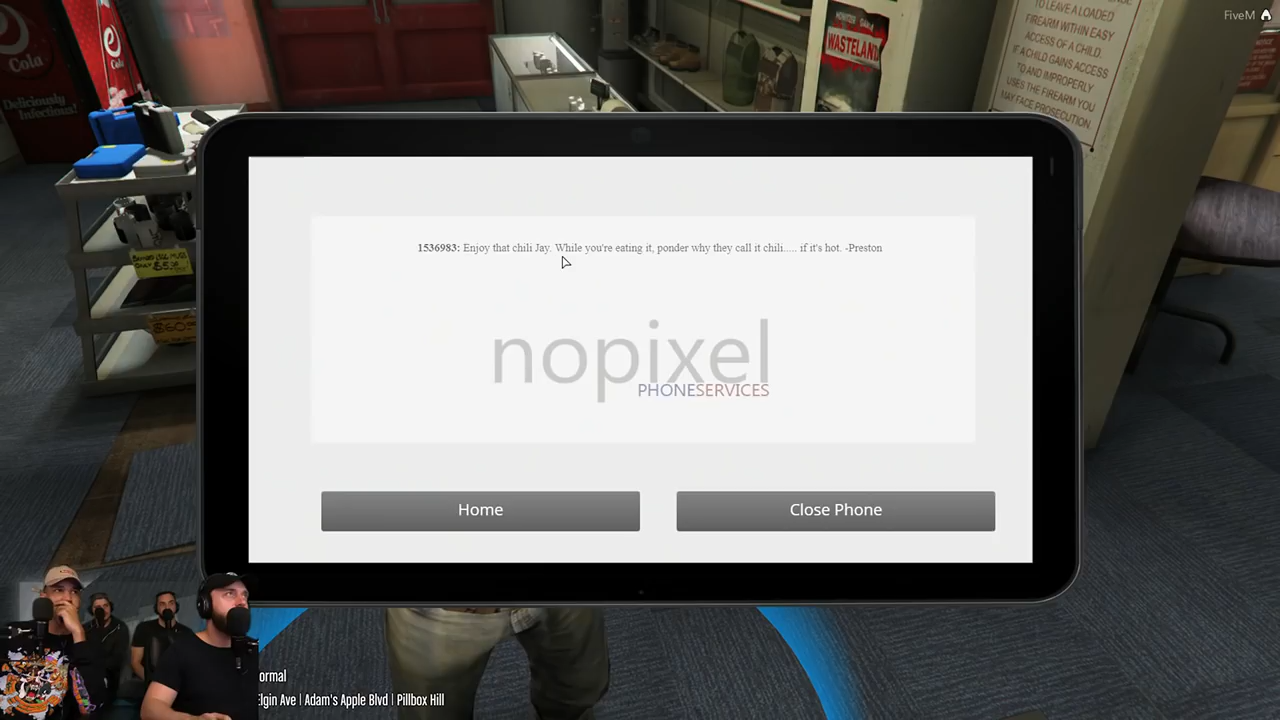 FiveM
TO LEAVE A LOADED
FIREARM WITHIN EASY
ACCESS OF A CHILD.
IF A CHILD GAINS ACCESS
TO AND IMPROPERLY
USES THE FIREARM YOU
MAY FACE PROSECUTION.
WASTELAND
Cola
Cola
Deliciously
Infectious!
1536983: Enjoy that chili Jay. While you're eating it, ponder why they call it chili..... if it's hot. -Preston
nopixel
PHONESERVICES
Home
Close Phone
ormal
Elgin Ave | Adam's Apple Blvd | Pillbox Hill